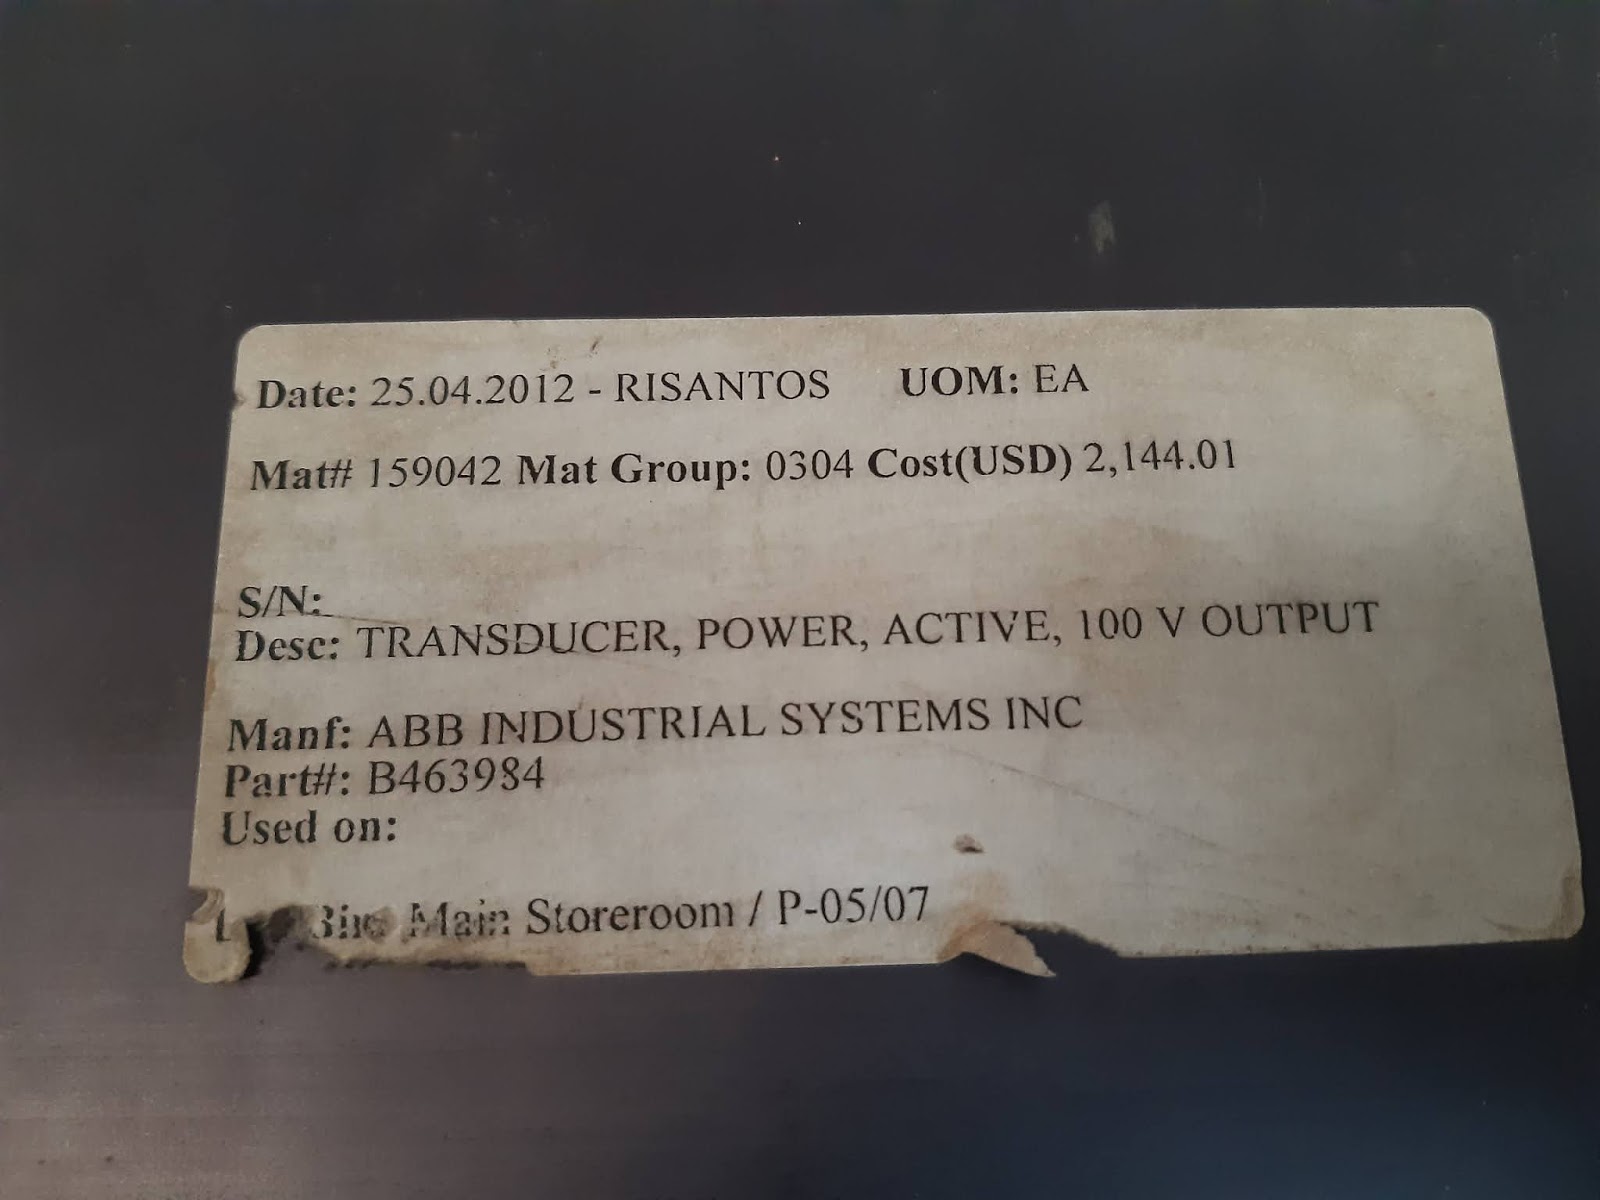 Date: 25.04.2012 - RISANTOS UOM: EA
Mat# 159042 Mat Group: 0304 Cost(USD) 2,144.01
S/N:
Desc: TRANSDUCER, POWER, ACTIVE, 100 V OUTPUT
Manf: ABB INDUSTRIAL SYSTEMS INC
Part#: B463984
Used on:
Main Storeroom / P-05/07